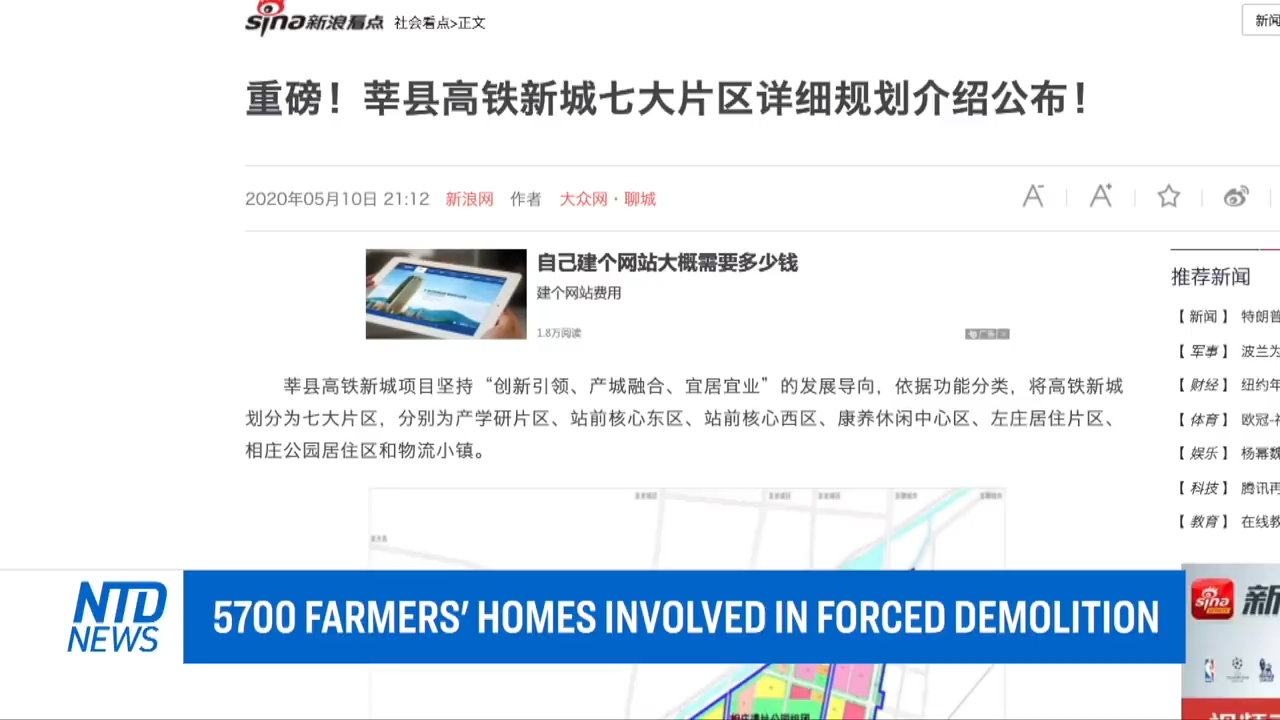 sina新浪看点 社会看点>正文
新闻
重磅！莘县高铁新城七大片区详细规划介绍公布！
2020年05月10日 21:12 新浪网 作者 大众网·聊城
A- A+
自己建个网站大概需要多少钱
建个网站费用
1.8万阅读
广告
推荐新闻
【新闻】 特朗普
【军事】 波兰为
【财经】 纽约年
【体育】 欧冠-
【娱乐】 杨幂魏
【科技】 腾讯再
【教育】 在线教
莘县高铁新城项目坚持“创新引领、产城融合、宜居宜业”的发展导向，依据功能分类，将高铁新城
划分为七大片区，分别为产学研片区、站前核心东区、站前核心西区、康养休闲中心区、左庄居住片区、
相庄公园居住区和物流小镇。
NTD
NEWS
5700 FARMERS’ HOMES INVOLVED IN FORCED DEMOLITION
sina 新